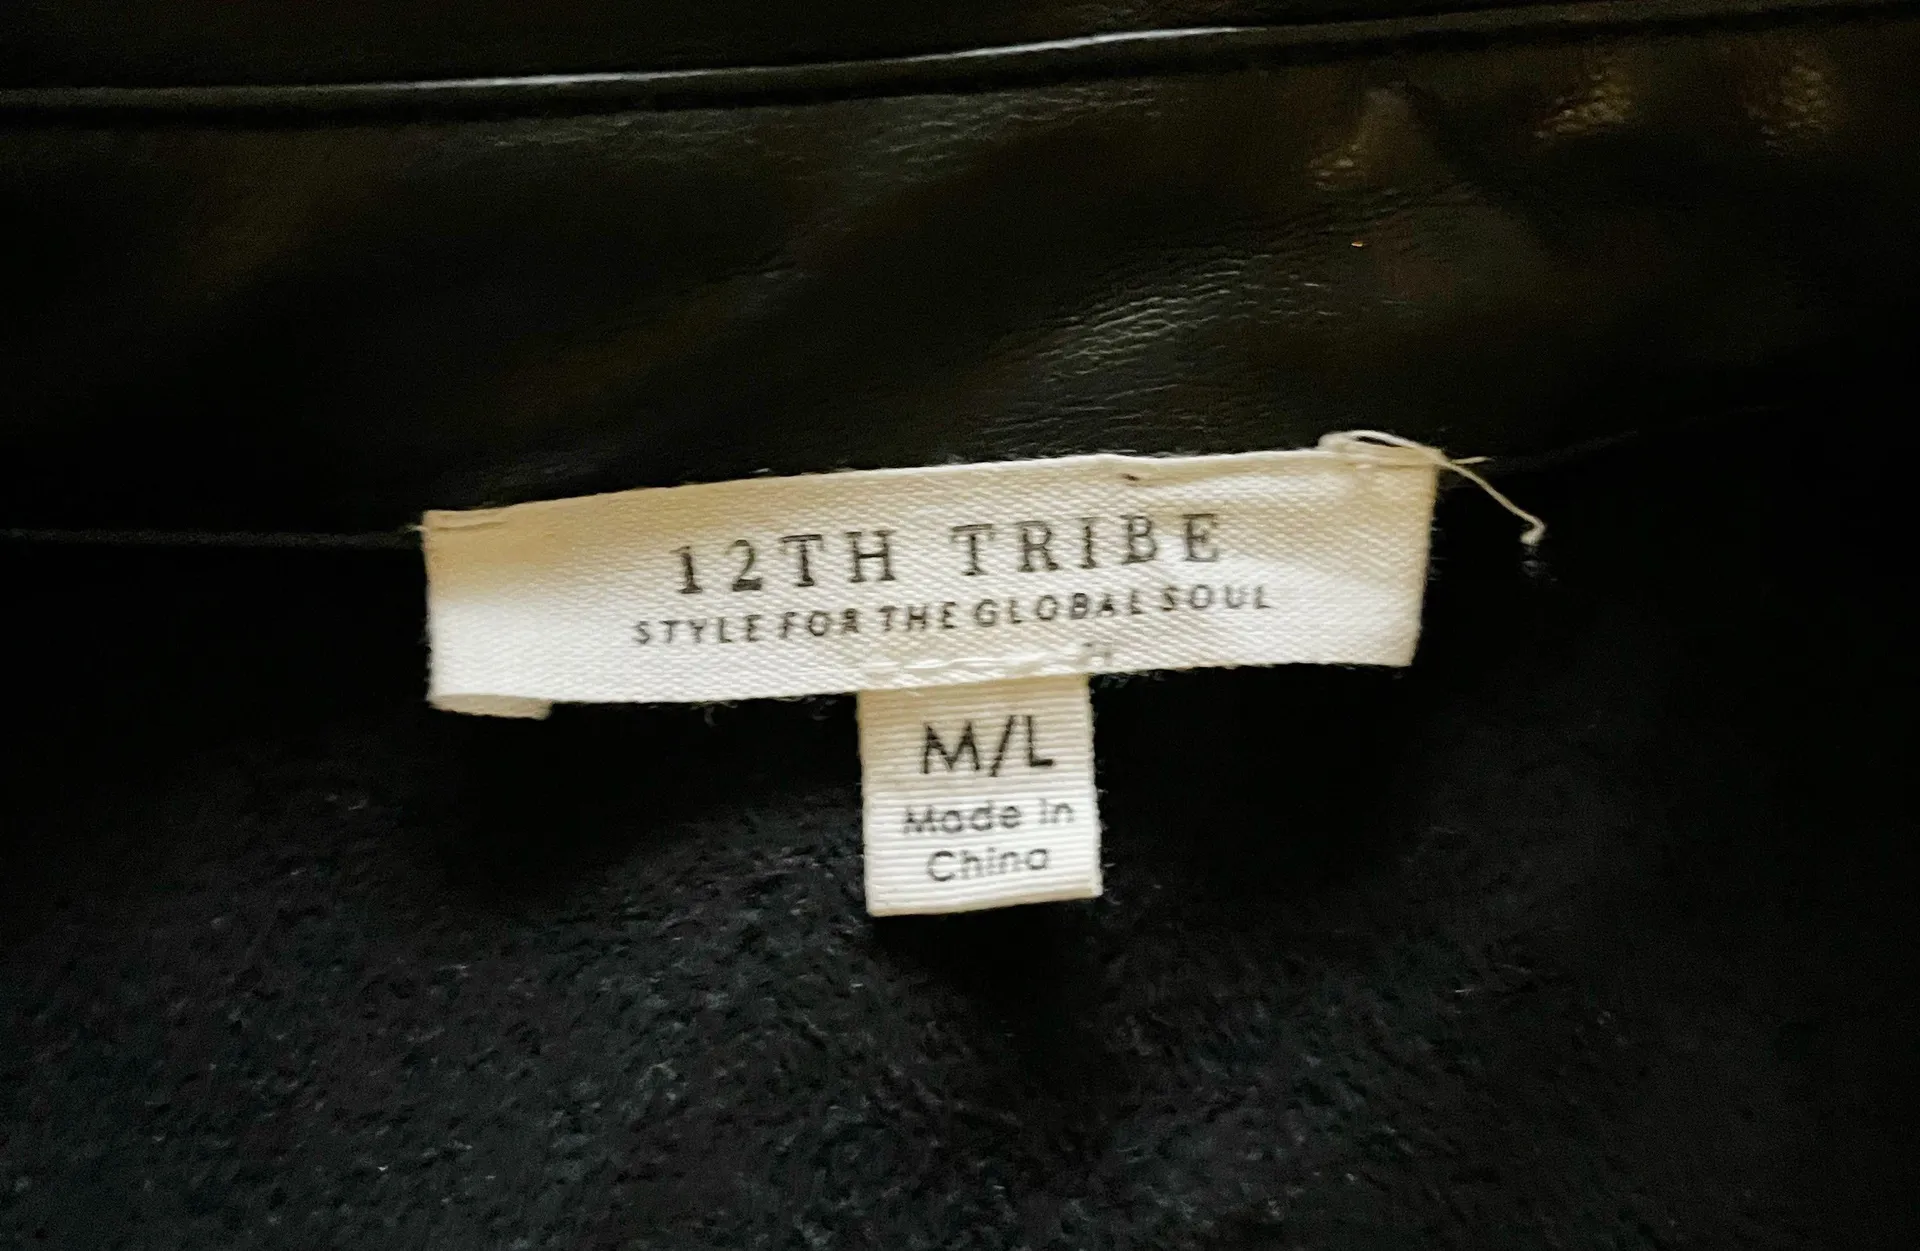 12TH TRIBE
STYLE FOR THE GLOBAL SOUL
M/L
Made in
China